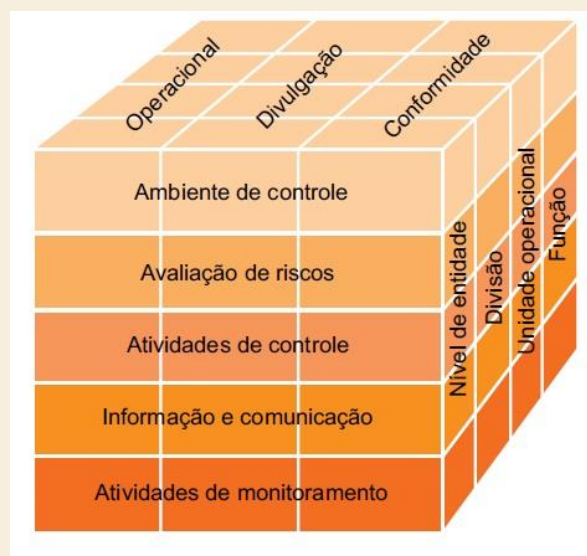 Operacional
Divulgação
Conformidade
Ambiente de controle
Avaliação de riscos
Atividades de controle
Informação e comunicação
Atividades de monitoramento
Nível de entidade
Divisão
Unidade operacional
Função